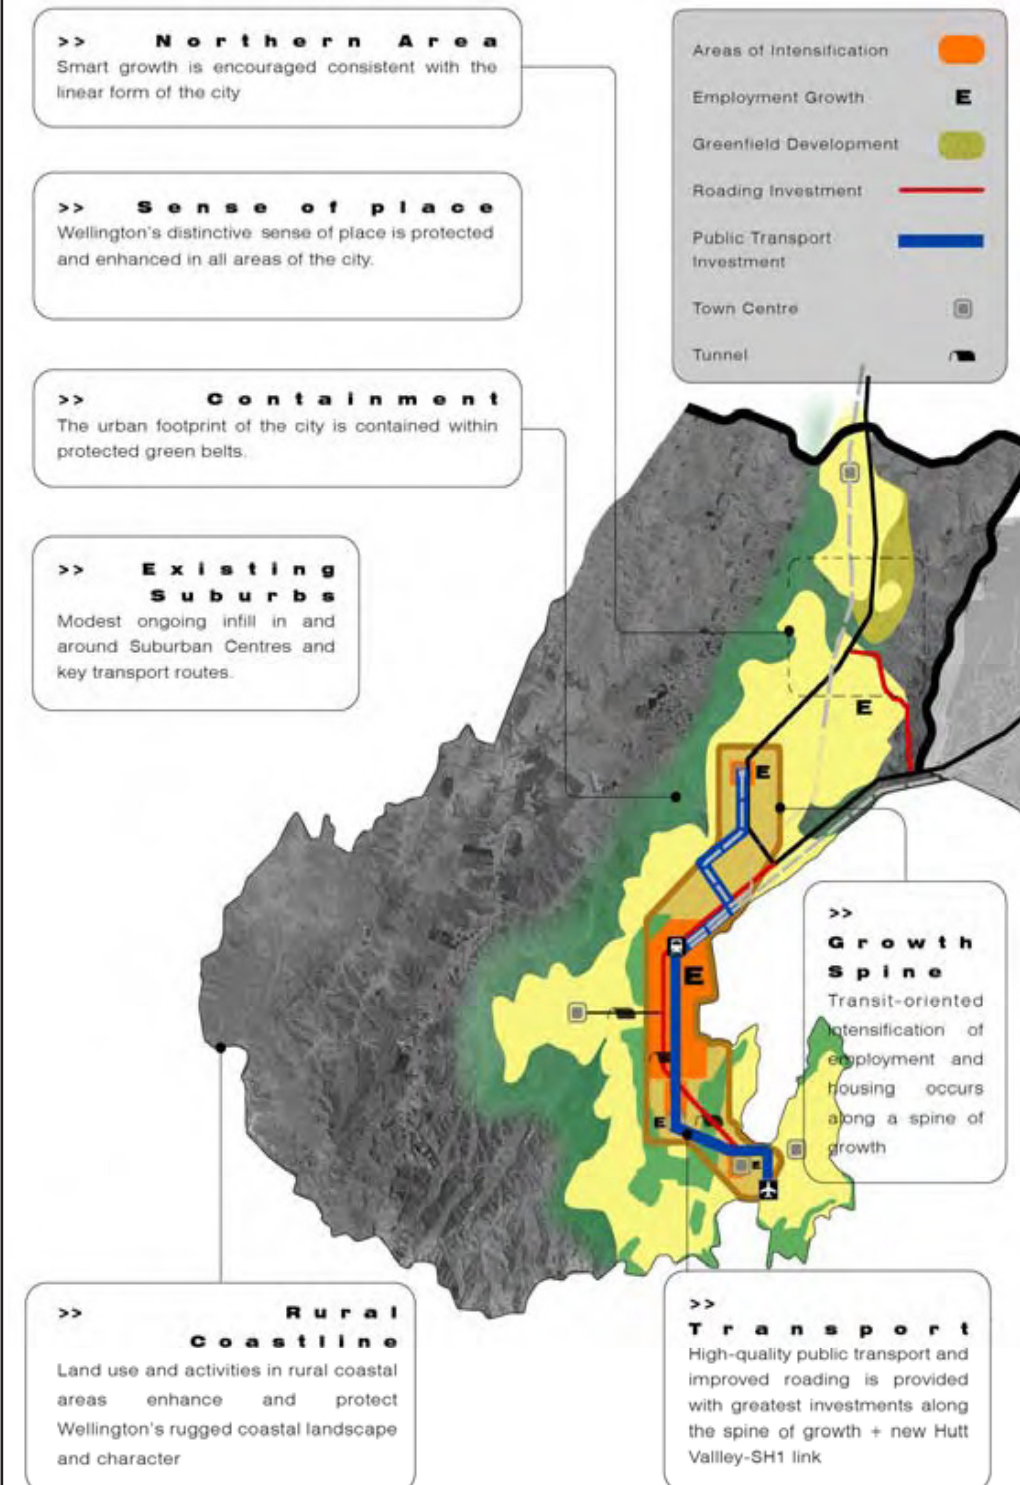 >> Northern Area
Smart growth is encouraged consistent with the
linear form of the city
>> Sense of place
Wellington's distinctive sense of place is protected
and enhanced in all areas of the city.
>> Containment
The urban footprint of the city is contained within
protected green belts.
>> Existing
Suburbs
Modest ongoing infill in and
around Suburban Centres and
key transport routes.
Areas of Intensification
Employment Growth E
Greenfield Development
Roading Investment
Public Transport
Investment
Town Centre
Tunnel
E
E
E
E
E
>>
Growth
Spine
Transit-oriented
intensification of
employment and
housing occurs
along a spine of
growth
>> Rural
Coastline
Land use and activities in rural coastal
areas enhance and protect
Wellington's rugged coastal landscape
and character
>>
Transport
High-quality public transport and
improved roading is provided
with greatest investments along
the spine of growth + new Hutt
Vallley-SH1 link